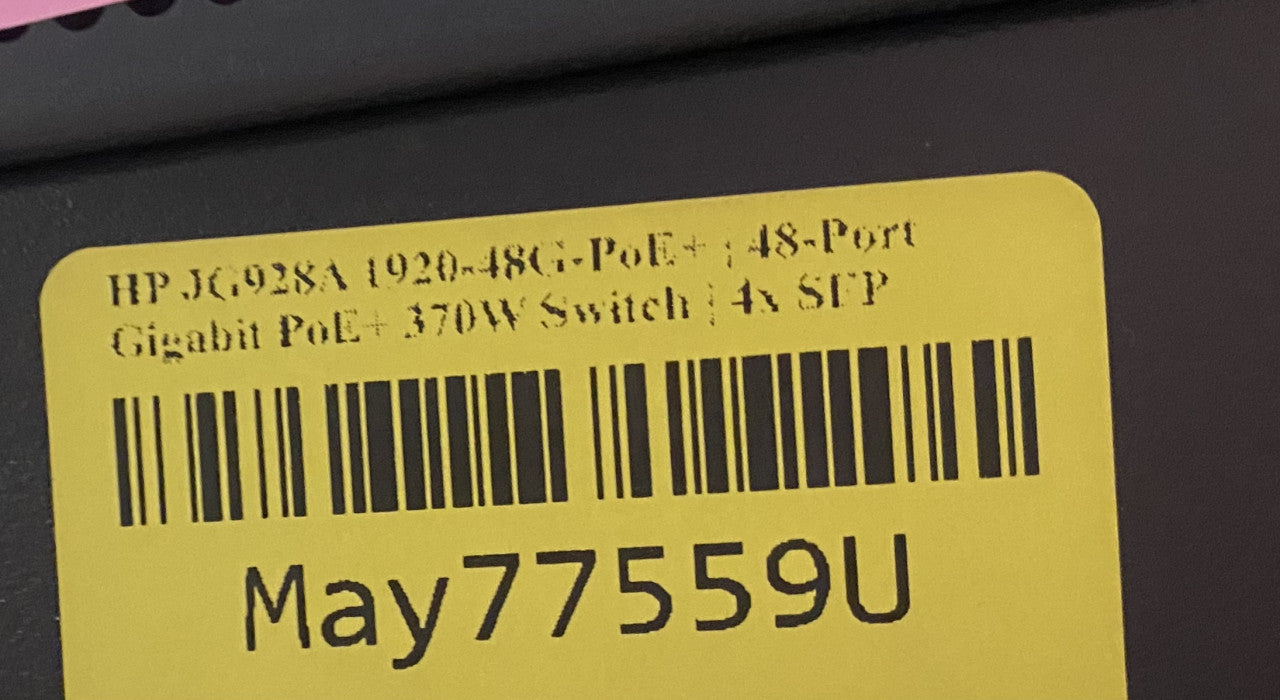 HP JG928A 1920-48G-PoE+ | 48-Port
Gigabit PoE+ 370W Switch | 4x SFP
May77559U